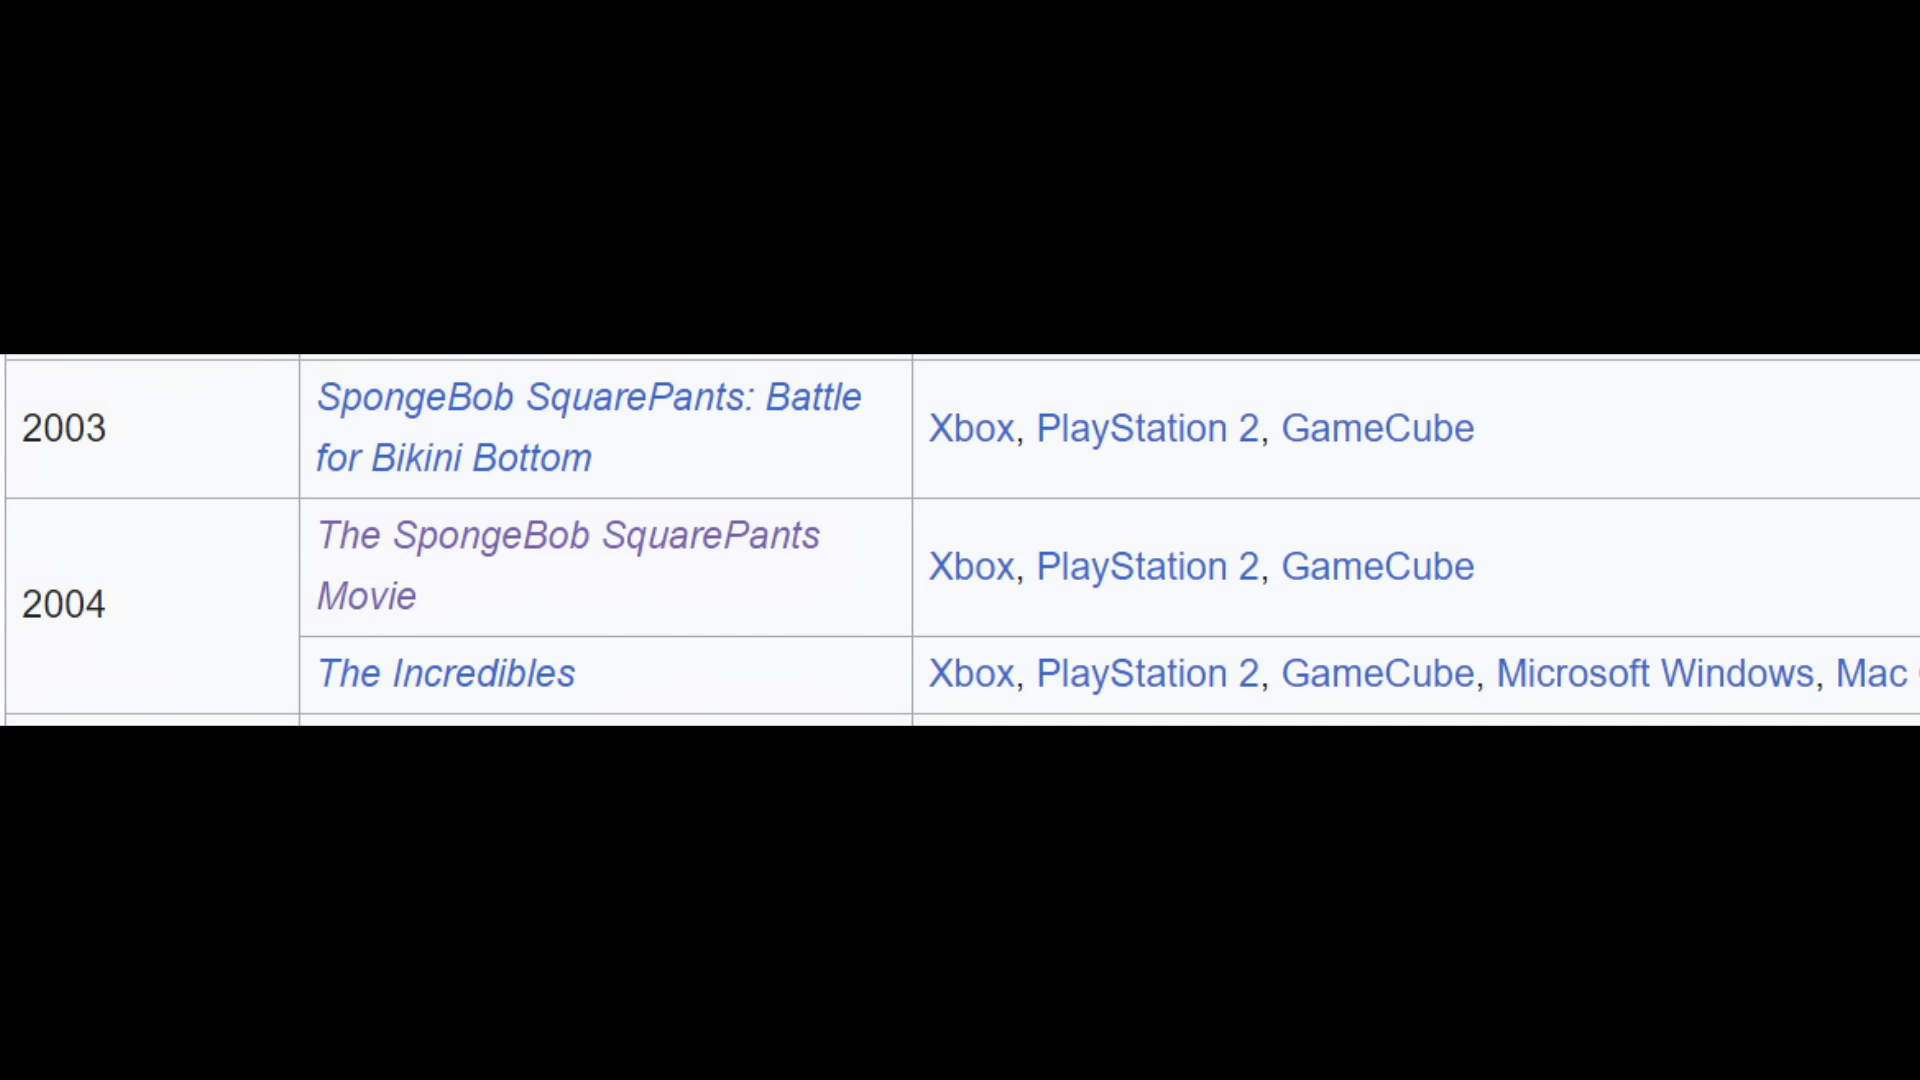 2003
SpongeBob SquarePants: Battle
for Bikini Bottom
Xbox, PlayStation 2, GameCube
2004
The SpongeBob SquarePants
Movie
Xbox, PlayStation 2, GameCube
The Incredibles
Xbox, PlayStation 2, GameCube, Microsoft Windows, Mac